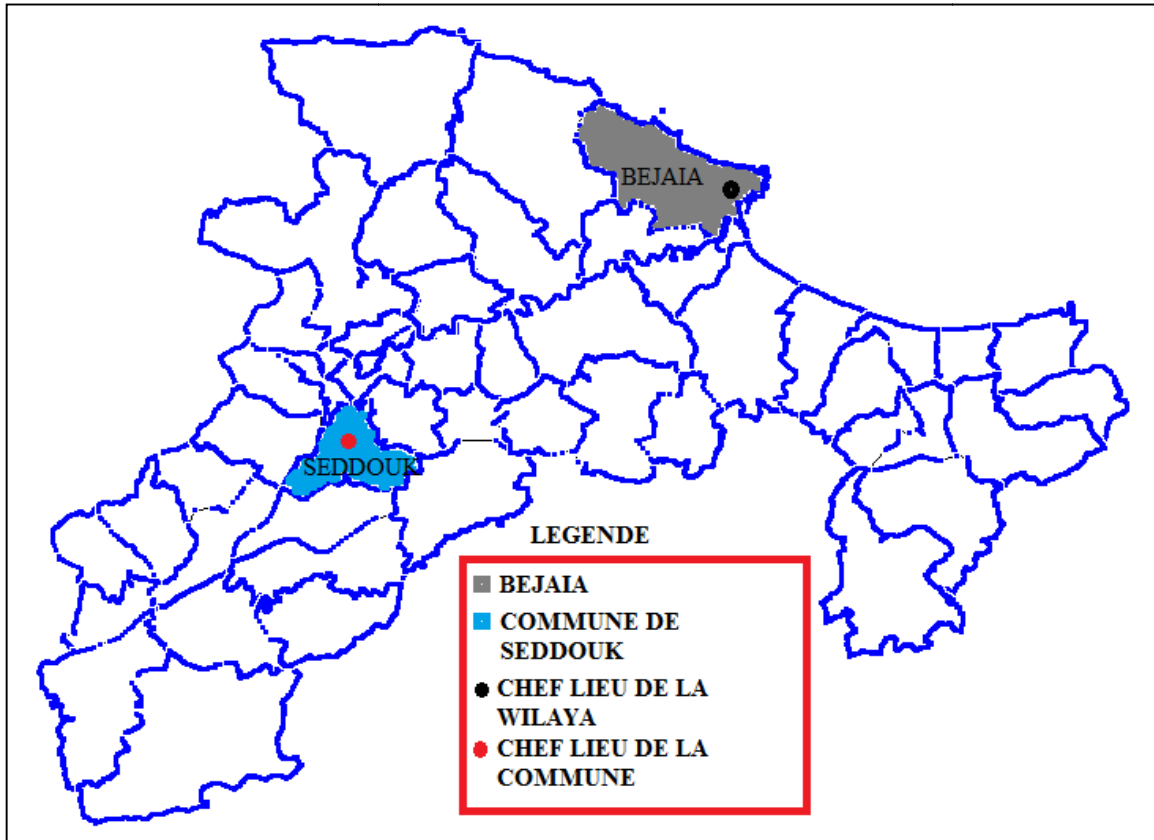 BEJAIA
SEDDOUK
LEGENDE
BEJAIA
COMMUNE DE
SEDDOUK
CHEF LIEU DE LA
WILAYA
CHEF LIEU DE LA
COMMUNE